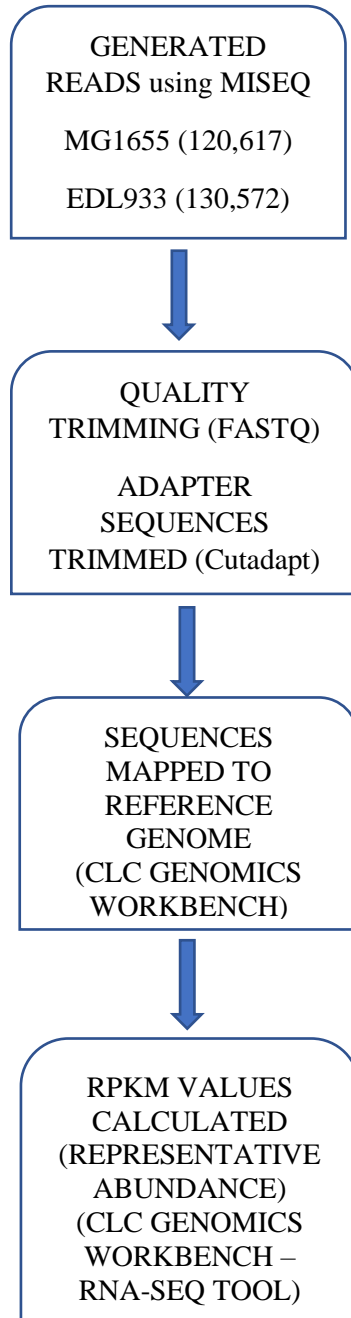 GENERATED
READS using MISEQ
MG1655 (120,617)
EDL933 (130,572)
QUALITY
TRIMMING (FASTQ)
ADAPTER
SEQUENCES
TRIMMED (Cutadapt)
SEQUENCES
MAPPED TO
REFERENCE
GENOME
(CLC GENOMICS
WORKBENCH)
RPKM VALUES
CALCULATED
(REPRESENTATIVE
ABUNDANCE)
(CLC GENOMICS
WORKBENCH –
RNA-SEQ TOOL)